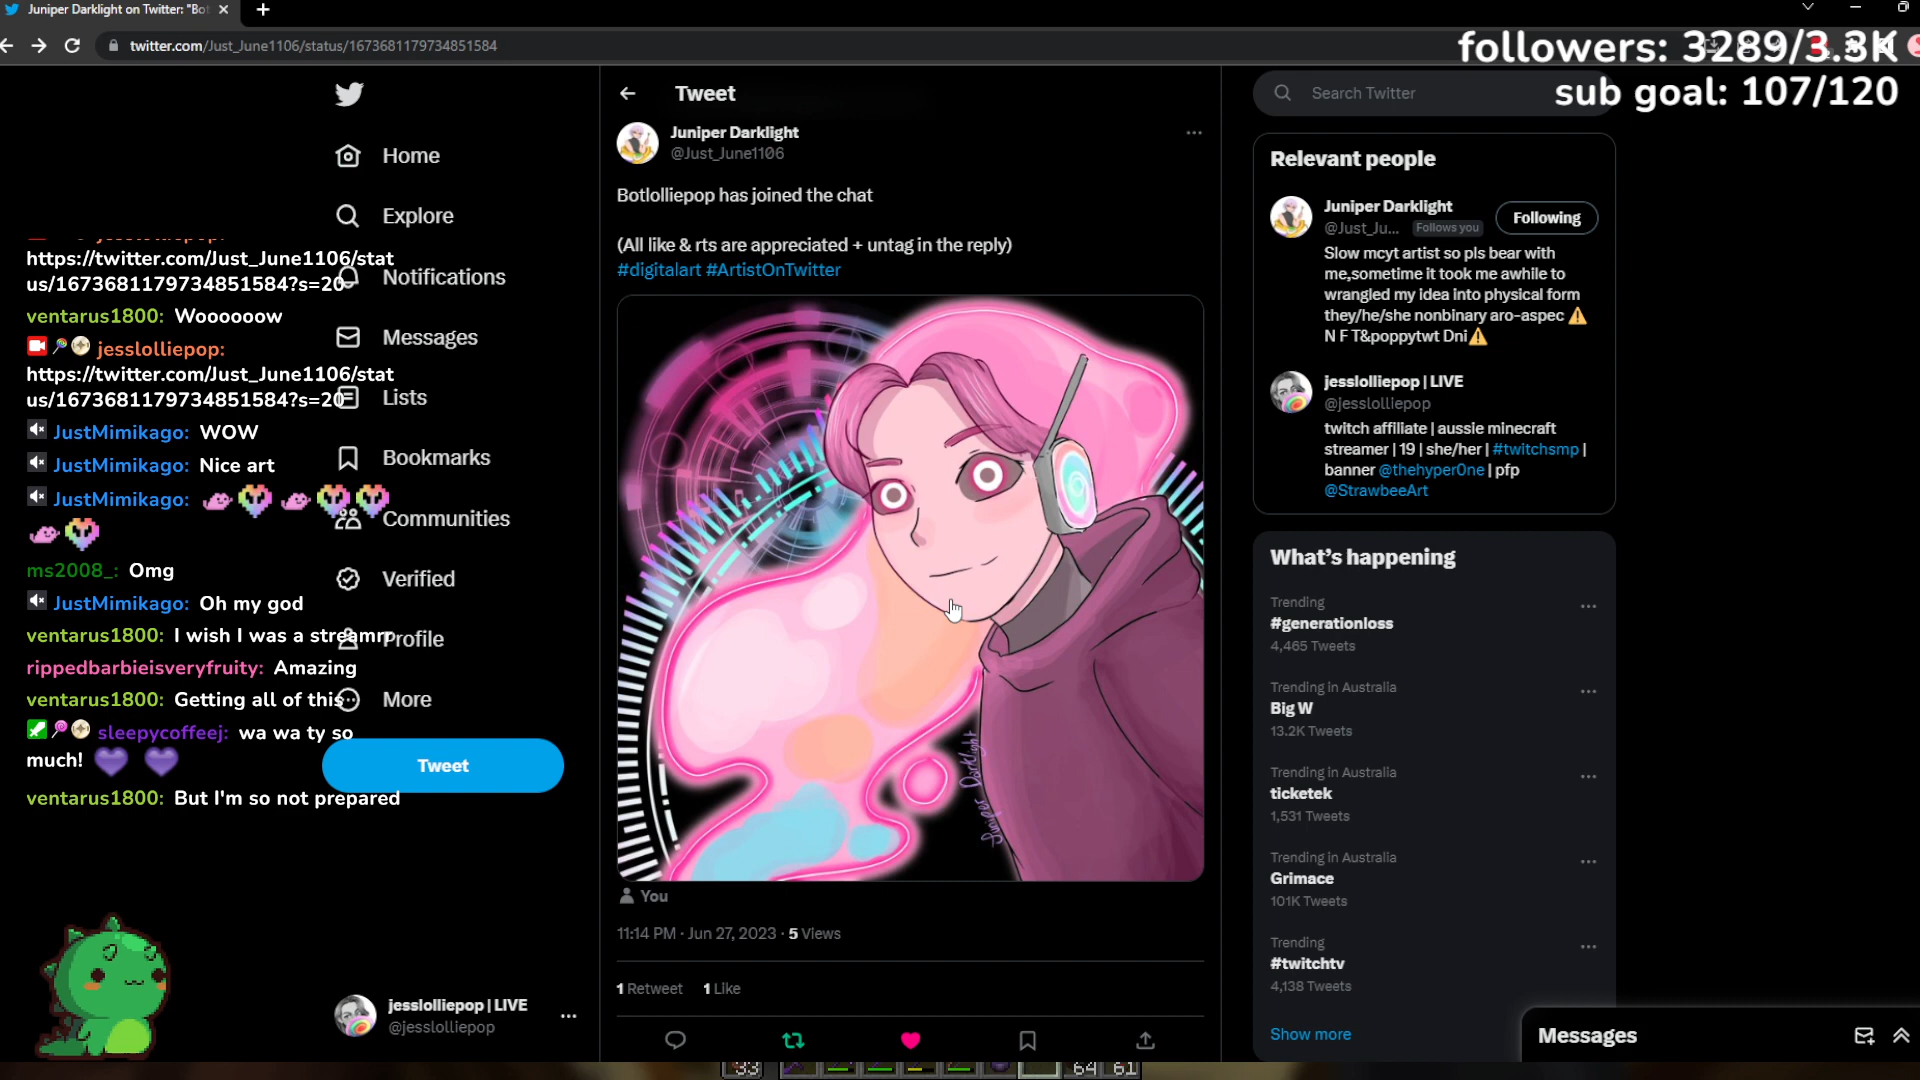 Juniper Darklight on Twitter: "Bot
twitter.com/Just_June1106/status/1673681179734851584
followers: 3289/3.3K
sub goal: 107/120
https://twitter.com/Just_June1106/stat
us/1673681179734851584?s=20
ventarus1800: Woooooow
jesslolliepop:
https://twitter.com/Just_June1106/stat
us/1673681179734851584?s=20
JustMimikago: WOW
JustMimikago: Nice art
JustMimikago:
ms2008_: Omg
JustMimikago: Oh my god
ventarus1800: I wish I was a streamrr
rippedbarbieisveryfruity: Amazing
ventarus1800: Getting all of this
sleepycoffeej: wa wa ty so
much!
ventarus1800: But I'm so not prepared
Home
Explore
Notifications
Messages
Lists
Bookmarks
Communities
Verified
Profile
More
Tweet
jesslolliepop | LIVE
@jesslolliepop
Tweet
Juniper Darklight
@Just_June1106
Botlolliepop has joined the chat
(All like & rts are appreciated + untag in the reply)
#digitalart #ArtistOnTwitter
Juniper Darklight
You
11:14 PM · Jun 27, 2023 · 5 Views
1 Retweet 1 Like
Search Twitter
Relevant people
Juniper Darklight
@Just_Ju... Follows you
Following
Slow mcyt artist so pls bear with
me,sometime it took me awhile to
wrangled my idea into physical form
they/he/she nonbinary aro-aspec ⚠️
N F T&poppytwt Dni⚠️
jesslolliepop | LIVE
@jesslolliepop
twitch affiliate | aussie minecraft
streamer | 19 | she/her | #twitchsmp |
banner @thehyper0ne | pfp
@StrawbeeArt
What's happening
Trending
#generationloss
4,465 Tweets
Trending in Australia
Big W
13.2K Tweets
Trending in Australia
ticketek
1,531 Tweets
Trending in Australia
Grimace
101K Tweets
Trending
#twitchtv
4,138 Tweets
Show more
Messages
33
64 61